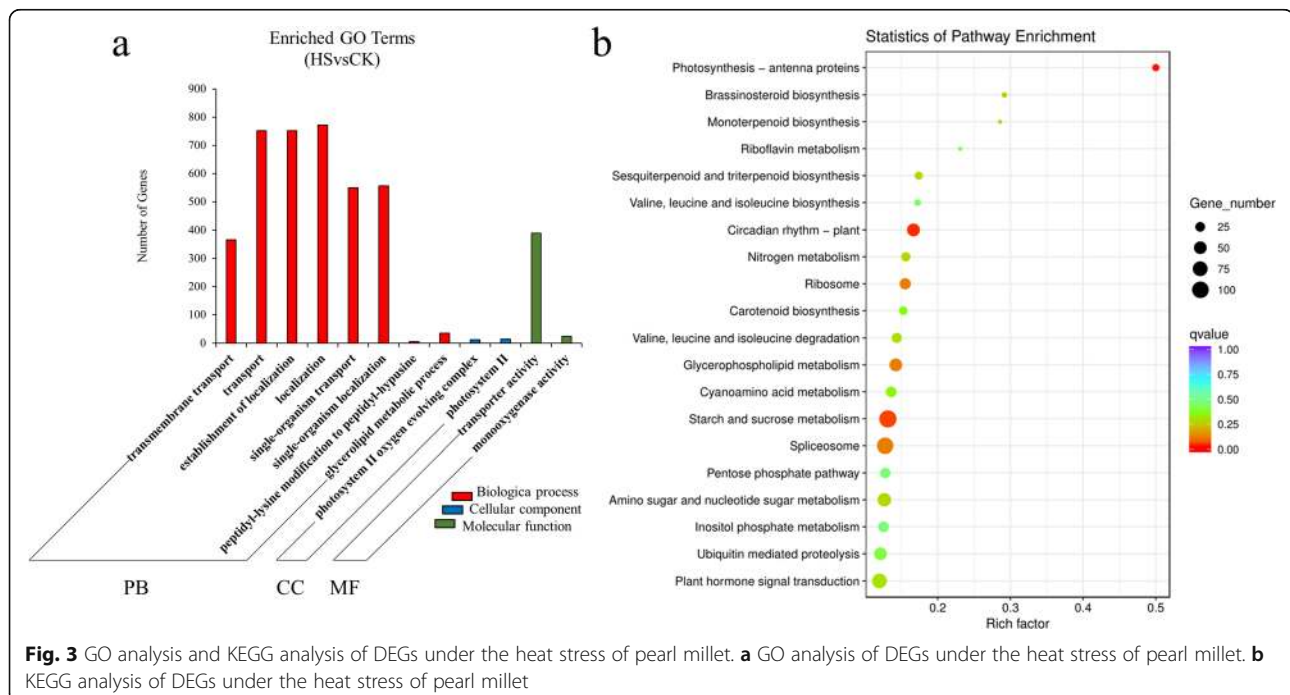 a
Enriched GO Terms
(HSvsCK)
Number of Genes
900
800
700
600
500
400
300
200
100
0
transmembrane transport
transport
establishment of localization
localization
single-organism transport
single-organism localization
peptidyl-lysine modification to peptidyl-hypusine
glycerolipid metabolic process
photosystem II oxygen evolving complex
photosystem II
transporter activity
monooxygenase activity
Biologica process
Cellular component
Molecular function
PB
CC
MF
b
Statistics of Pathway Enrichment
Photosynthesis − antenna proteins
Brassinosteroid biosynthesis
Monoterpenoid biosynthesis
Riboflavin metabolism
Sesquiterpenoid and triterpenoid biosynthesis
Valine, leucine and isoleucine biosynthesis
Circadian rhythm − plant
Nitrogen metabolism
Ribosome
Carotenoid biosynthesis
Valine, leucine and isoleucine degradation
Glycerophospholipid metabolism
Cyanoamino acid metabolism
Starch and sucrose metabolism
Spliceosome
Pentose phosphate pathway
Amino sugar and nucleotide sugar metabolism
Inositol phosphate metabolism
Ubiquitin mediated proteolysis
Plant hormone signal transduction
0.2
0.3
0.4
0.5
Rich factor
Gene_number
25
50
75
100
qvalue
1.00
0.75
0.50
0.25
0.00
Fig. 3 GO analysis and KEGG analysis of DEGs under the heat stress of pearl millet. a GO analysis of DEGs under the heat stress of pearl millet. b
KEGG analysis of DEGs under the heat stress of pearl millet